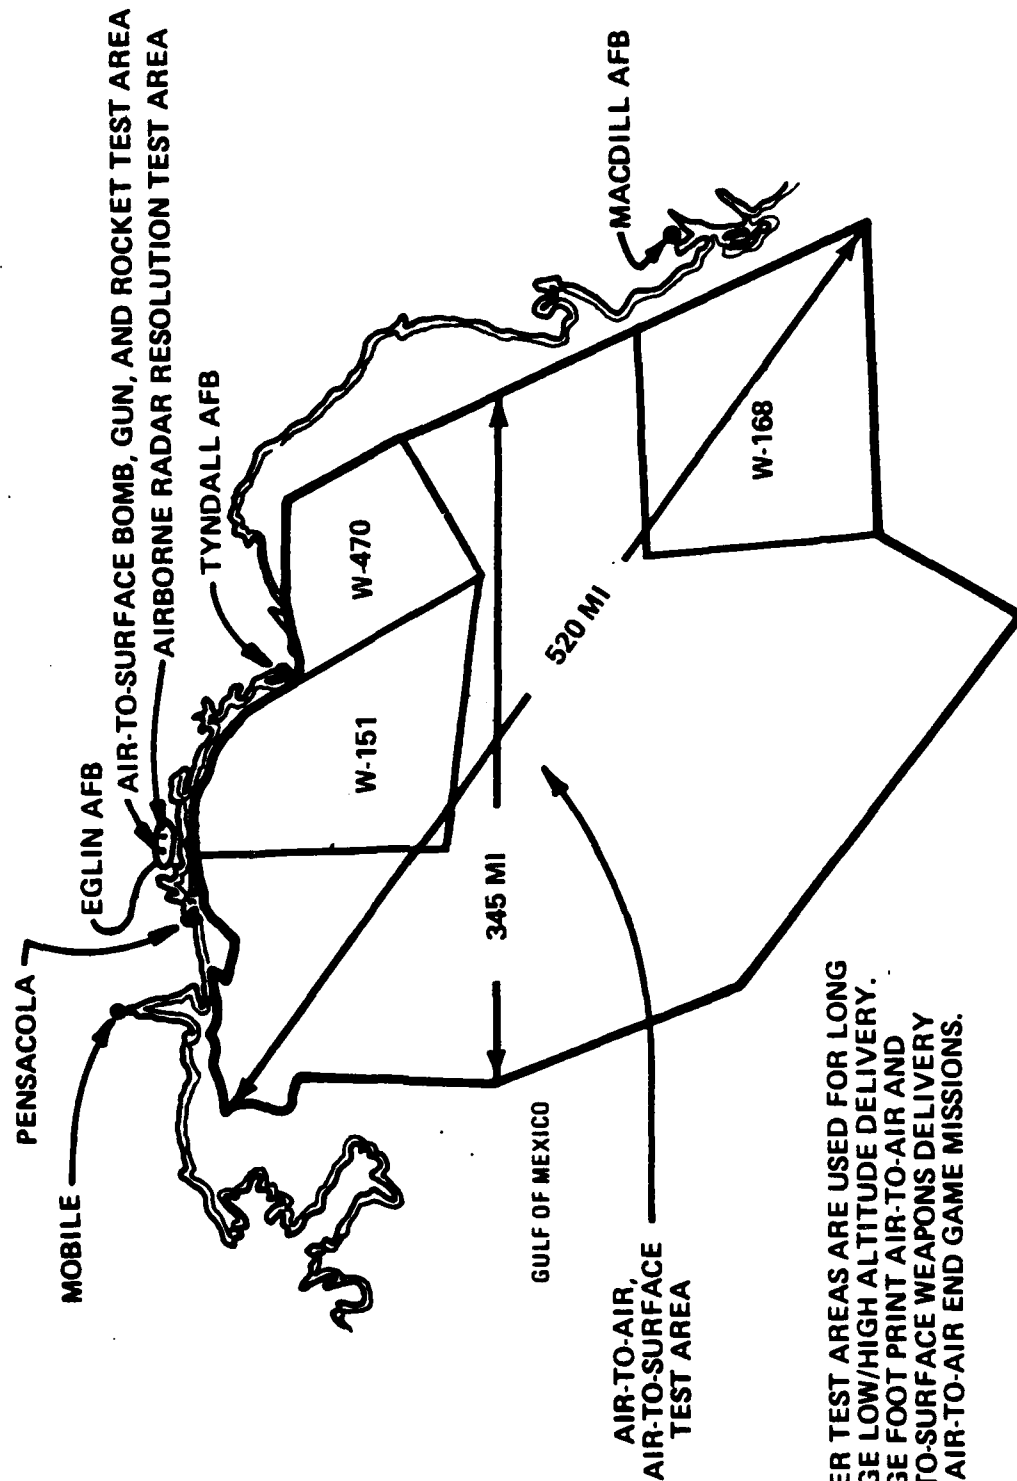 PENSACOLA
MOBILE
EGLIN AFB
AIR-TO-SURFACE BOMB, GUN, AND ROCKET TEST AREA
AIRBORNE RADAR RESOLUTION TEST AREA
TYNDALL AFB
W-151
W-470
345 MI
520 MI
GULF OF MEXICO
MACDILL AFB
AIR-TO-AIR,
AIR-TO-SURFACE
TEST AREA
W-168
ER TEST AREAS ARE USED FOR LONG
GE LOW/HIGH ALTITUDE DELIVERY.
GE FOOT PRINT AIR-TO-AIR AND
TO-SURFACE WEAPONS DELIVERY
AIR-TO-AIR END GAME MISSIONS.